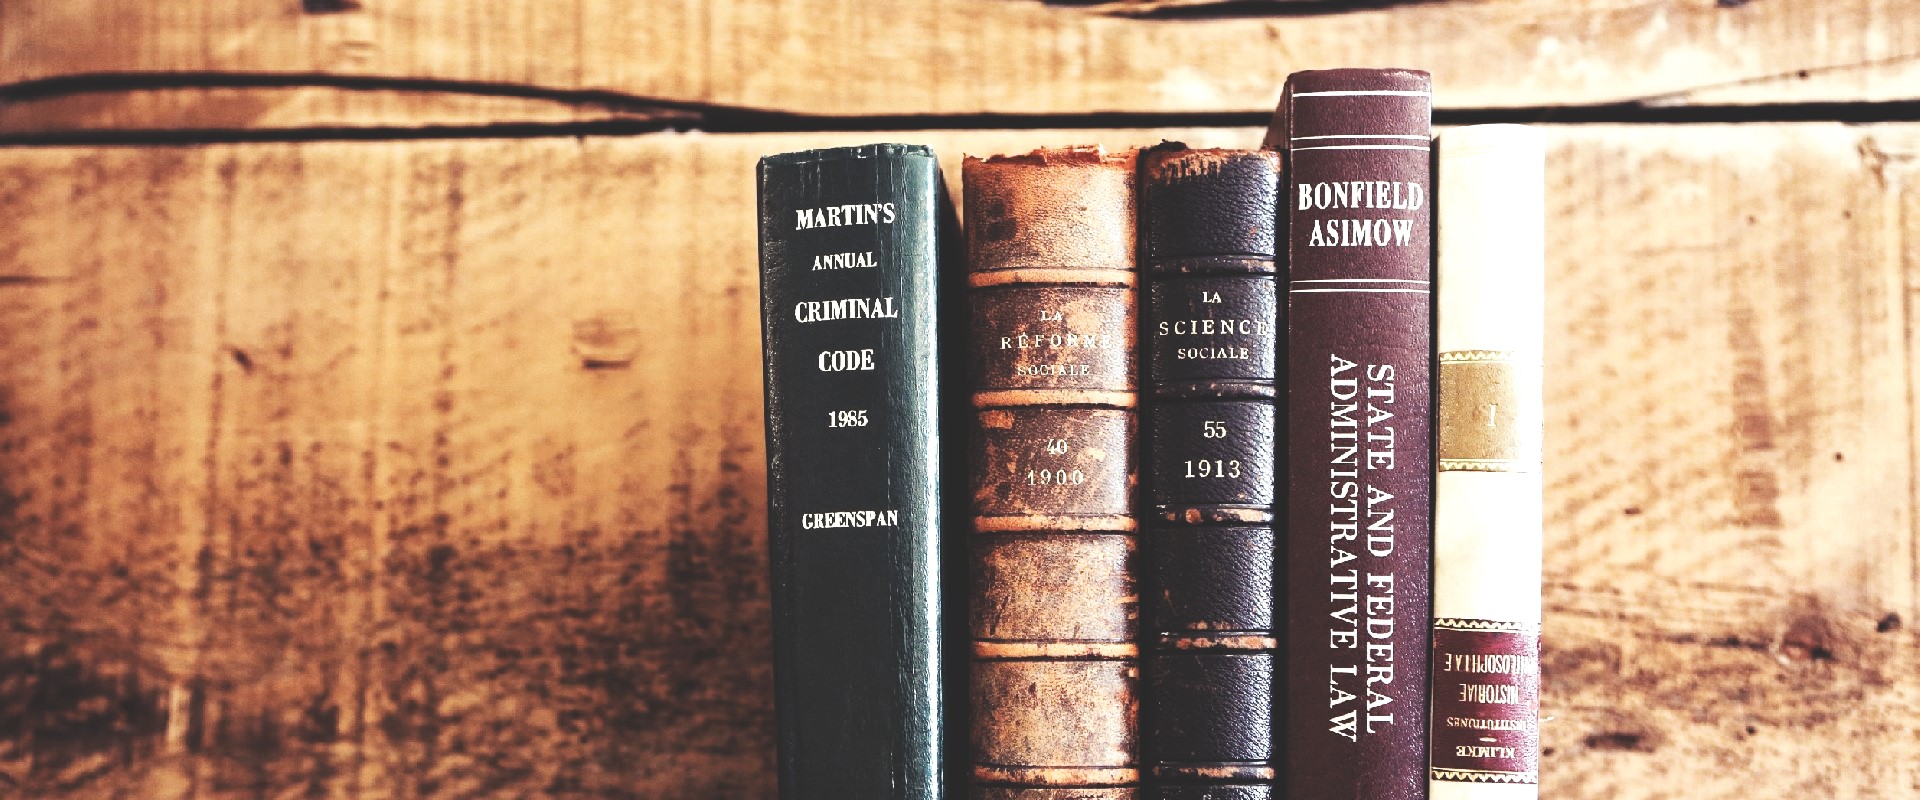 MARTIN'S
ANNUAL
CRIMINAL
CODE
1985
GREENSPAN
LA
RÉFORME
SOCIALE
40
1900
LA
SCIENCE
SOCIALE
55
1913
BONFIELD
ASIMOW
STATE AND FEDERAL
ADMINISTRATIVE LAW
I
KLIMKE
INSTITUTIONES
HISTORIAE
PHILOSOPHIAE